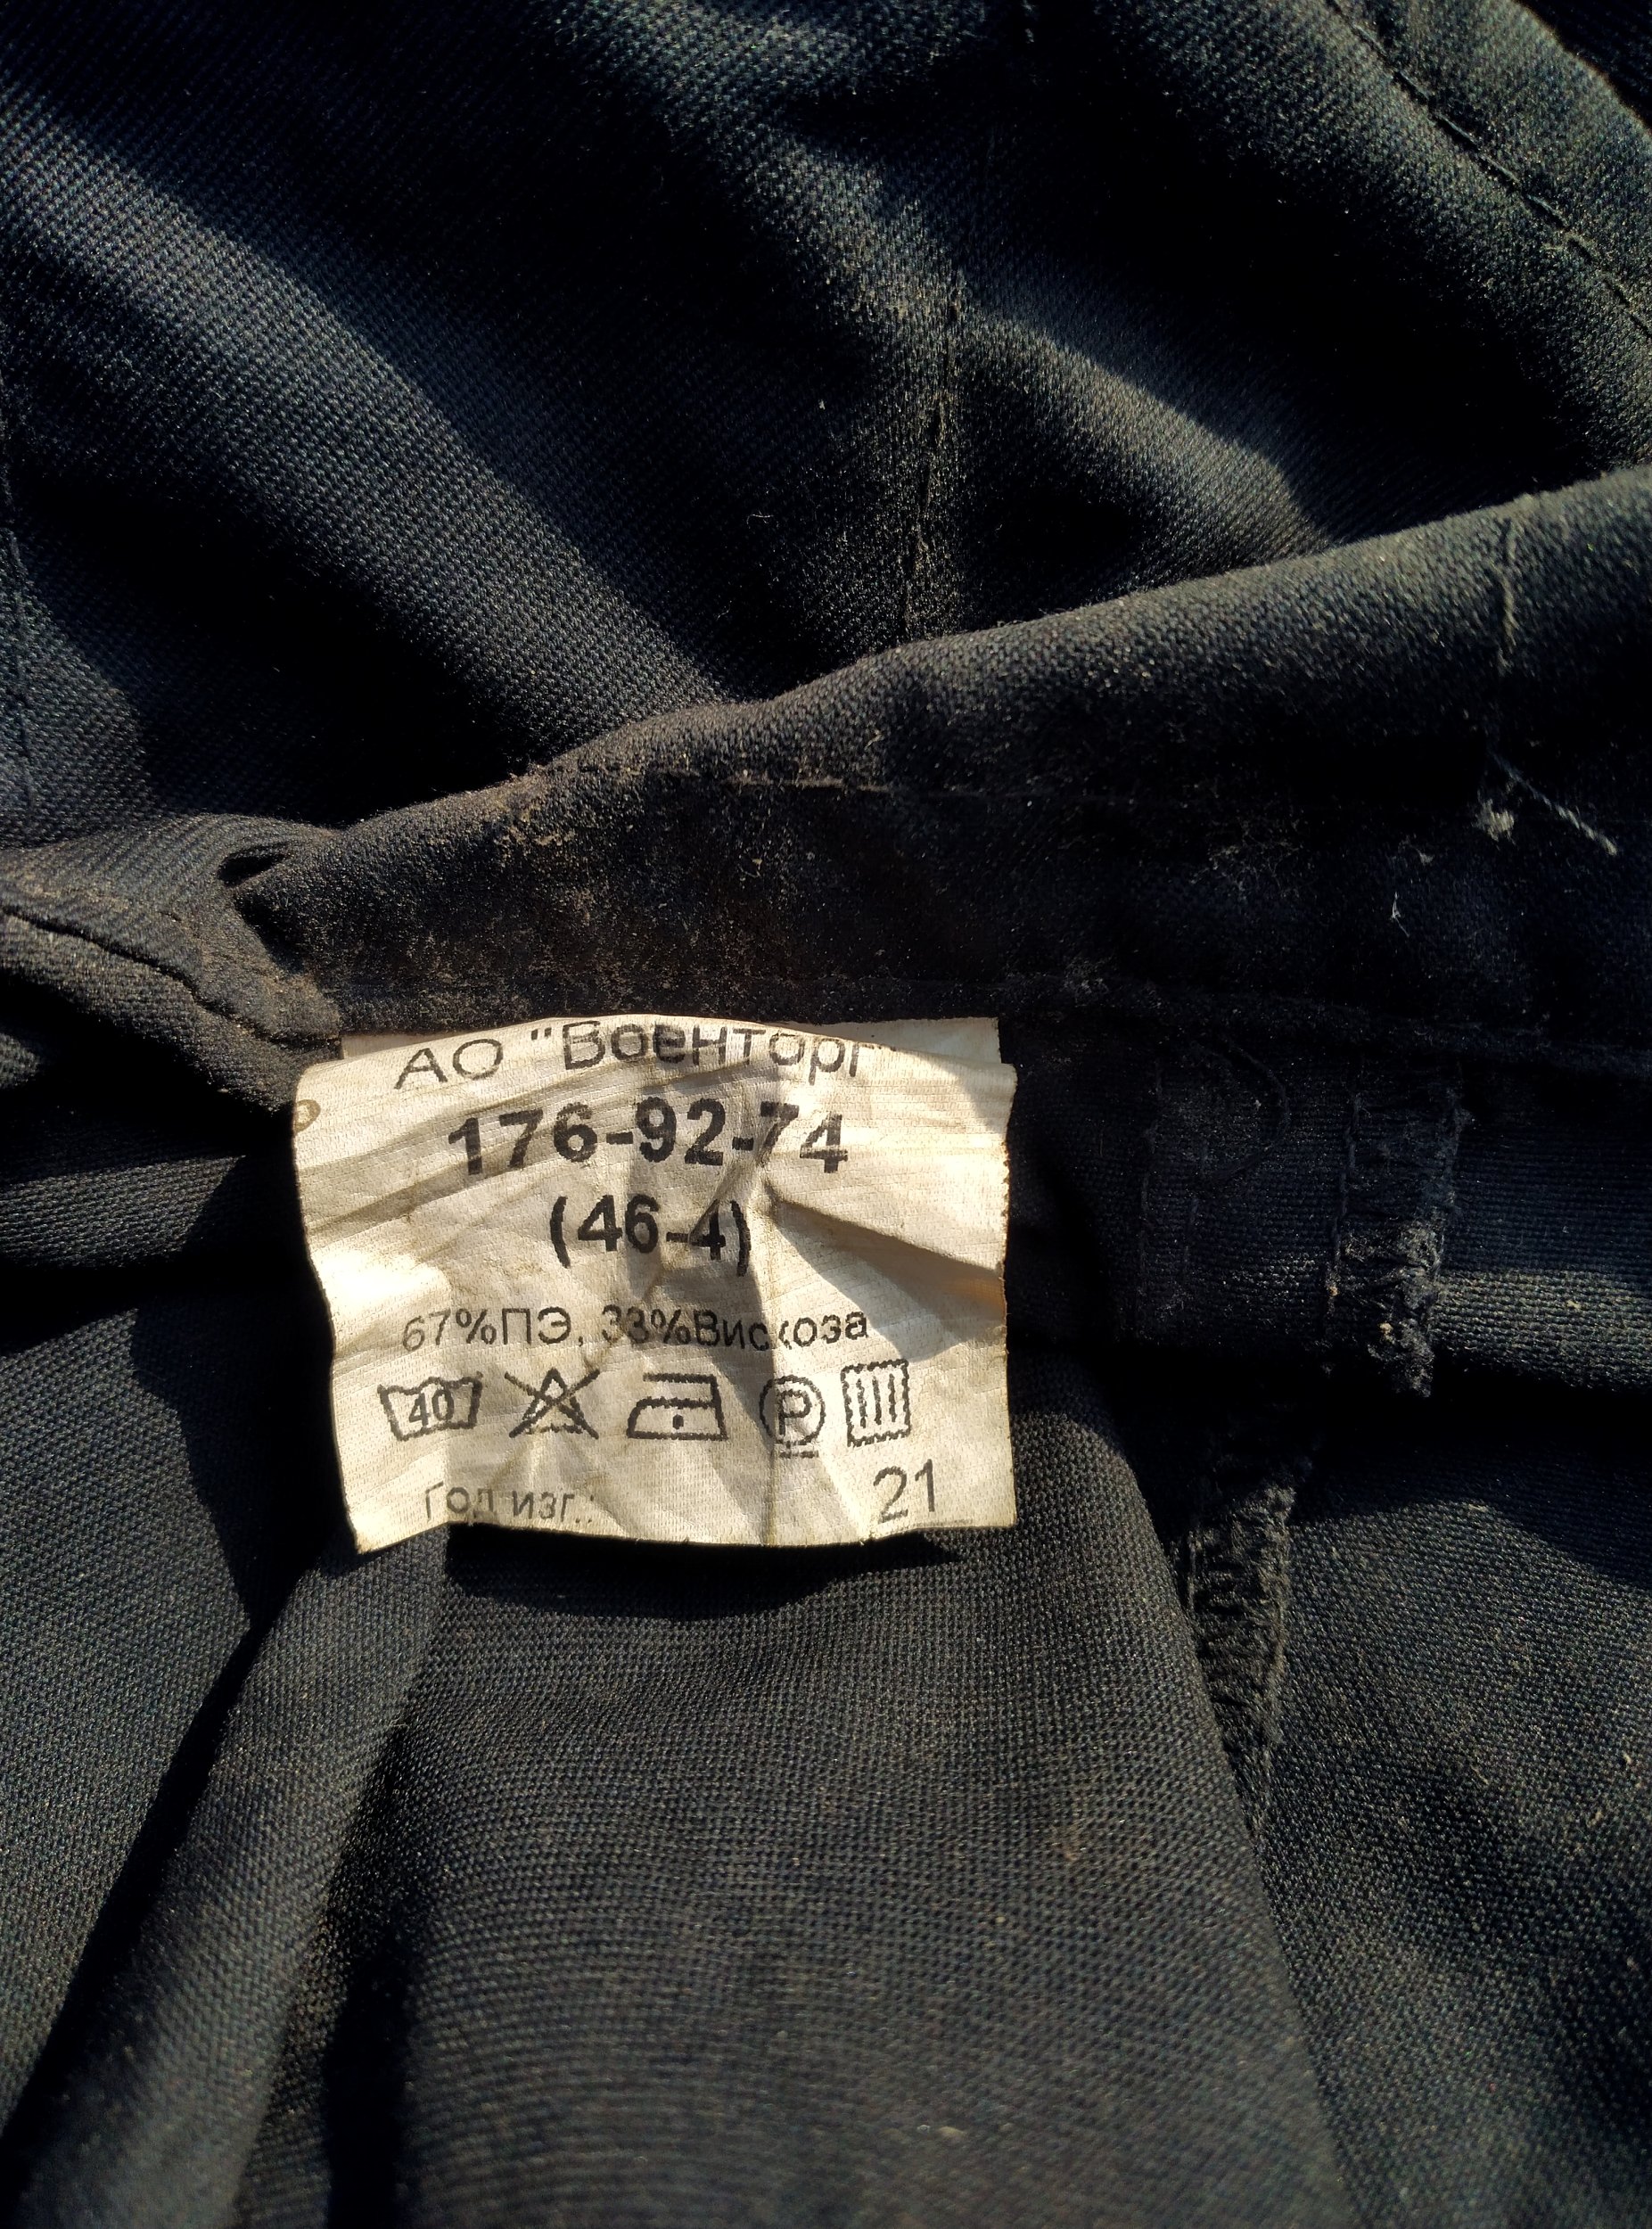 АО "Военторг"
176-92-74
(46-4)
67%ПЭ, 33%Вискоза
40
P
Год изг.: 21